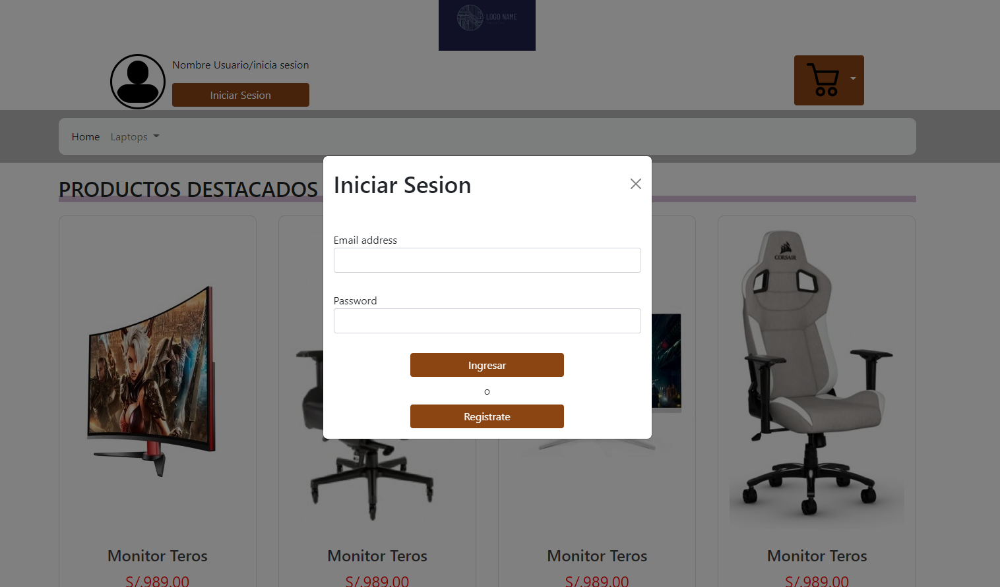 LOGO NAME
Nombre Usuario/inicia sesion
Iniciar Sesion
Home Laptops
PRODUCTOS DESTACADOS
Iniciar Sesion
Email address
Password
Ingresar
o
Registrate
CORSAIR
Monitor Teros
S/.989.00
Monitor Teros
S/.989.00
Monitor Teros
S/.989.00
Monitor Teros
S/.989.00